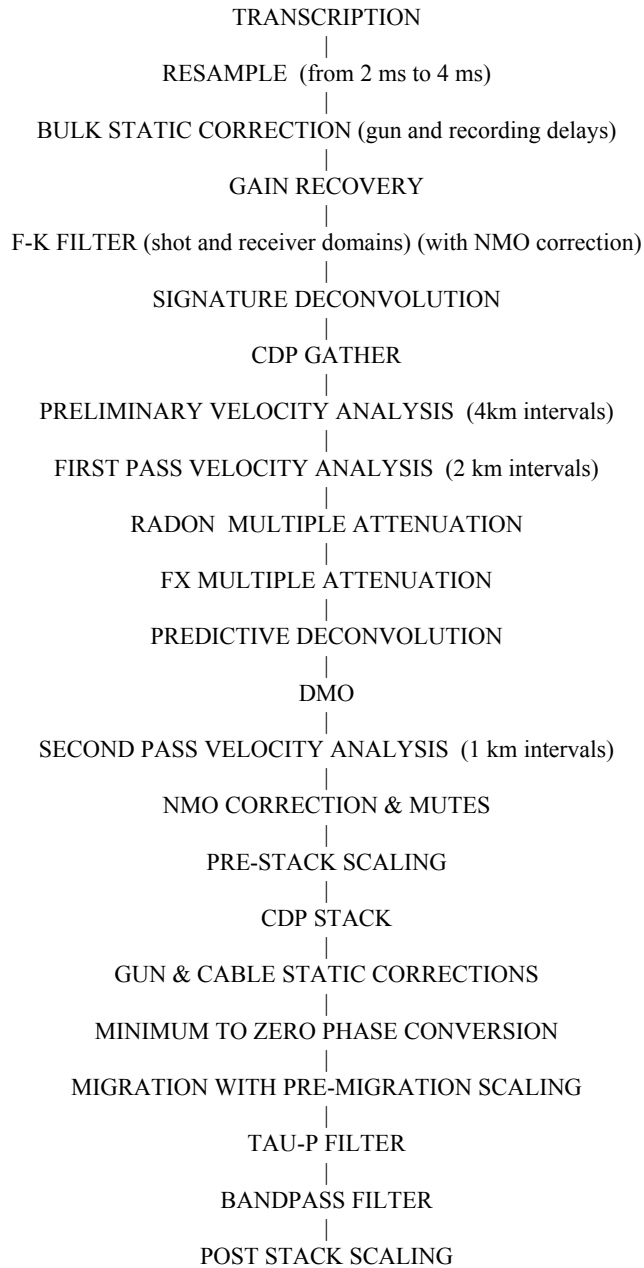 TRANSCRIPTION
|
RESAMPLE (from 2 ms to 4 ms)
|
BULK STATIC CORRECTION (gun and recording delays)
|
GAIN RECOVERY
|
F-K FILTER (shot and receiver domains) (with NMO correction)
|
SIGNATURE DECONVOLUTION
|
CDP GATHER
|
PRELIMINARY VELOCITY ANALYSIS (4km intervals)
|
FIRST PASS VELOCITY ANALYSIS (2 km intervals)
|
RADON MULTIPLE ATTENUATION
|
FX MULTIPLE ATTENUATION
|
PREDICTIVE DECONVOLUTION
|
DMO
|
SECOND PASS VELOCITY ANALYSIS (1 km intervals)
|
NMO CORRECTION & MUTES
|
PRE-STACK SCALING
|
CDP STACK
|
GUN & CABLE STATIC CORRECTIONS
|
MINIMUM TO ZERO PHASE CONVERSION
|
MIGRATION WITH PRE-MIGRATION SCALING
|
TAU-P FILTER
|
BANDPASS FILTER
|
POST STACK SCALING